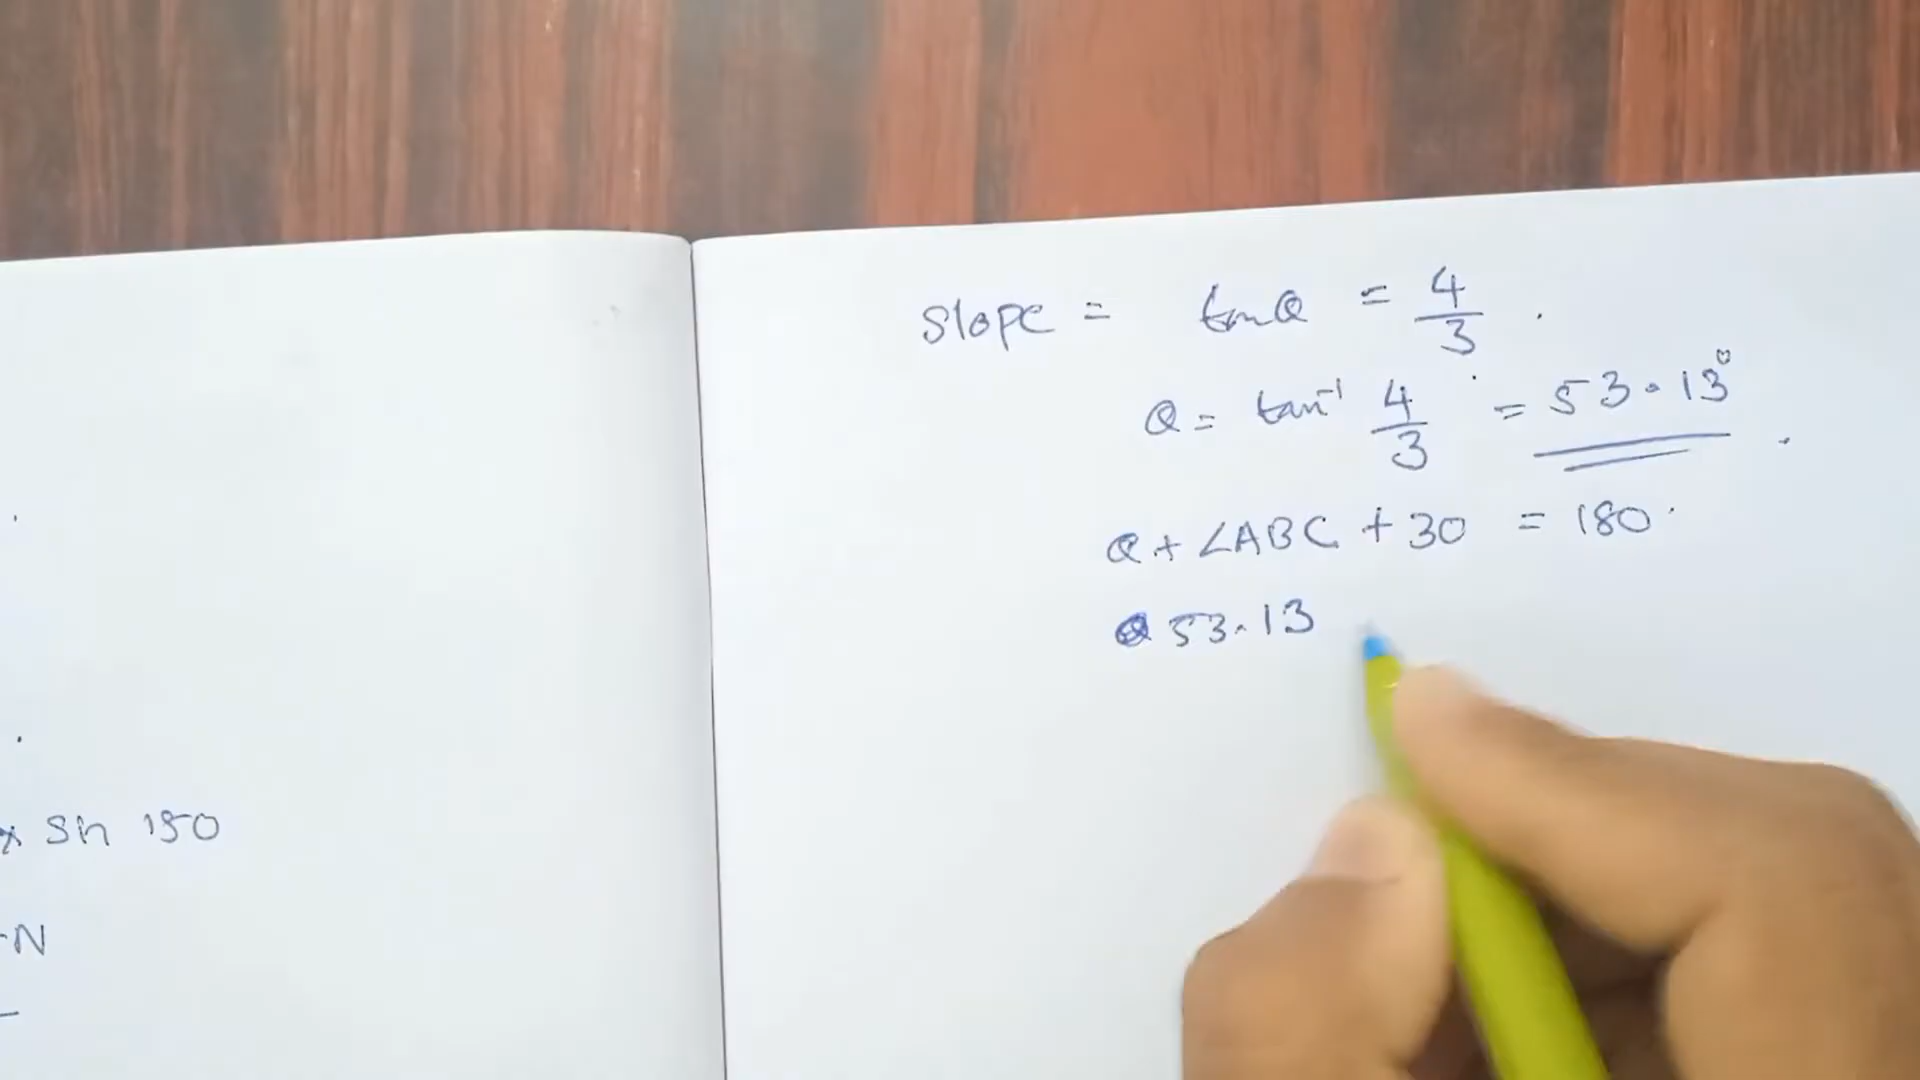 x Sin 150
-N
Slope = tanθ = 4/3 .
θ = tan⁻¹ 4/3 = 53.13°
θ + ∠ABC + 30 = 180.
53.13